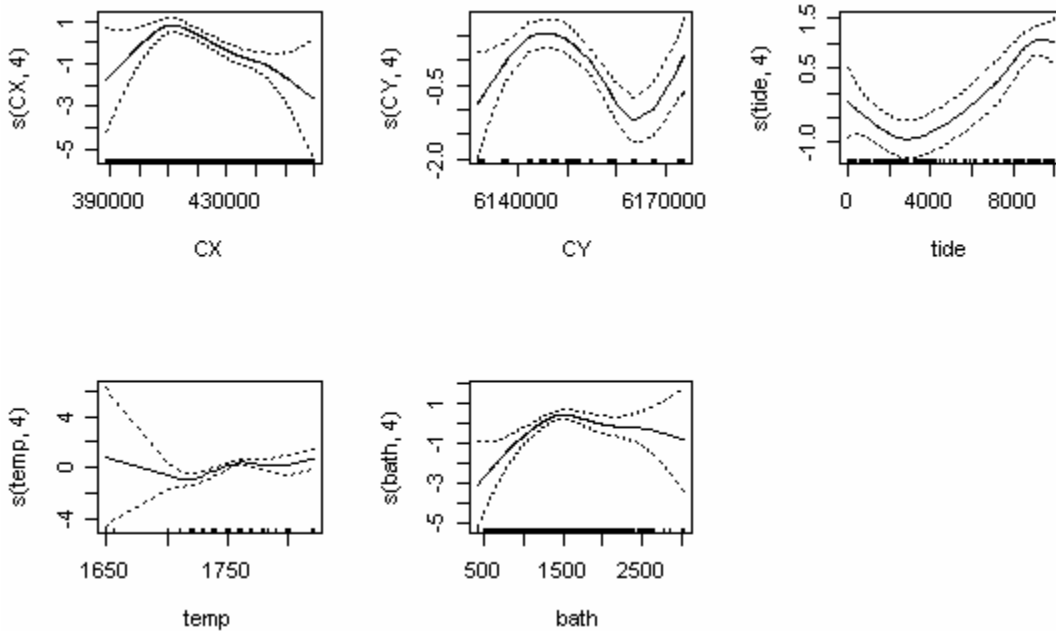 s(CX, 4)
1
-1
-3
-5
390000 430000
CX
s(CY, 4)
-0.5
-2.0
6140000 6170000
CY
s(tide, 4)
1.5
0.5
-1.0
0 4000 8000
tide
s(temp, 4)
4
0
-4
1650 1750
temp
s(bath, 4)
1
-1
-3
-5
500 1500 2500
bath